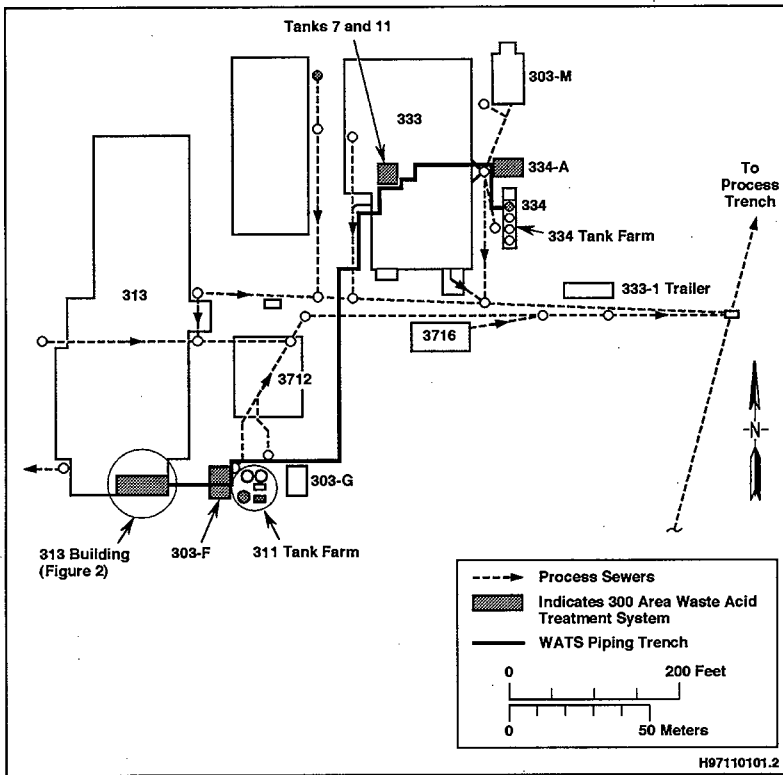 Tanks 7 and 11
303-M
333
334-A
To
Process
Trench
334
334 Tank Farm
313
333-1 Trailer
3716
3712
N
303-G
313 Building
(Figure 2)
303-F
311 Tank Farm
Process Sewers
Indicates 300 Area Waste Acid
Treatment System
WATS Piping Trench
0
200 Feet
0
50 Meters
H97110101.2